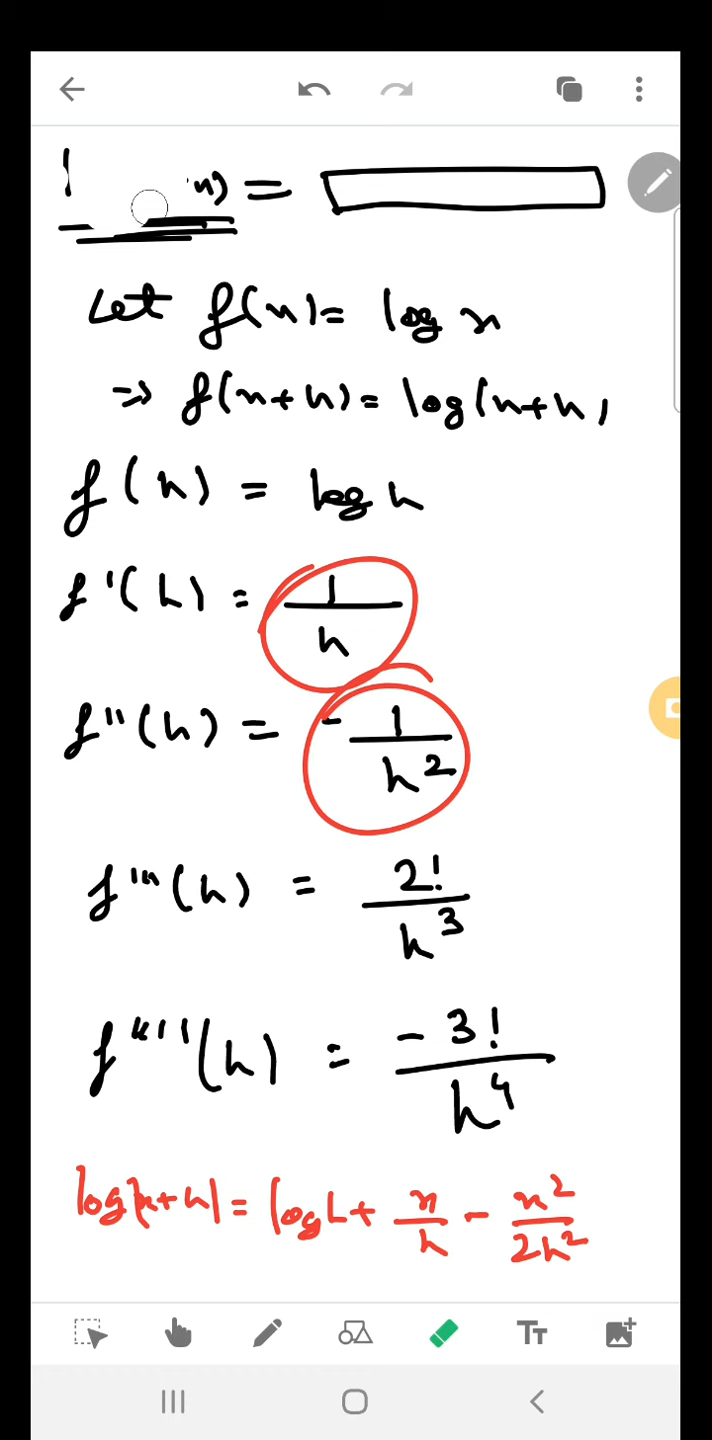 x) =
Let f(x) = log x
=> f(x+h) = log(x+h)
f(h) = log h
f'(h) = 1/h
f''(h) = - 1/h²
f'''(h) = 2!/h³
f''''(h) = -3!/h⁴
log(x+h) = log h + x/h - x²/2h²